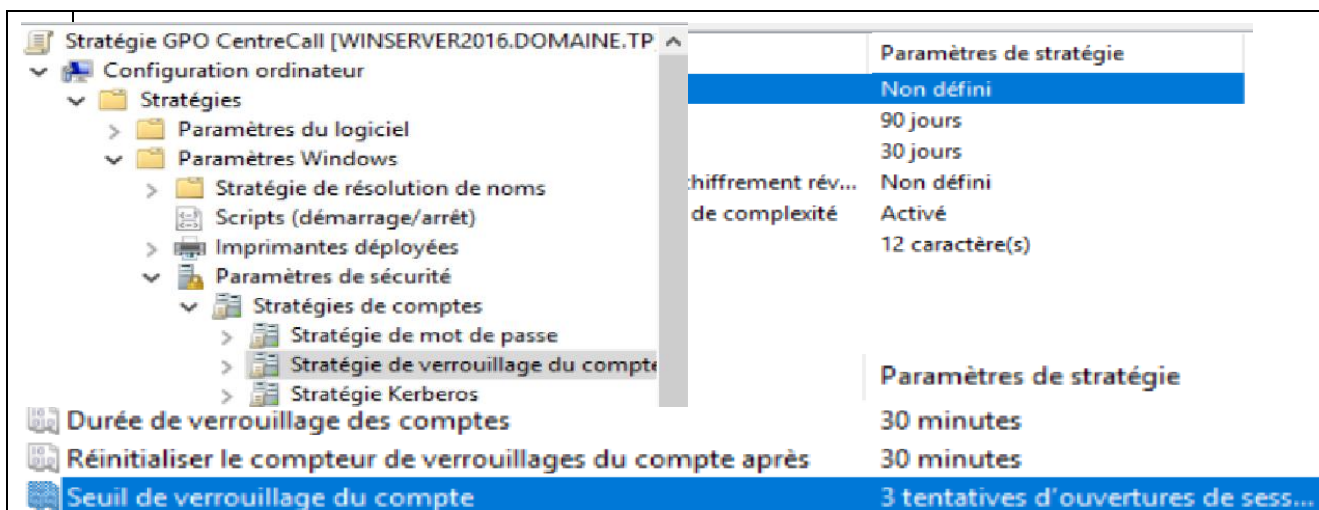 Stratégie GPO CentreCall [WINSERVER2016.DOMAINE.TP
Configuration ordinateur
Stratégies
Paramètres du logiciel
Paramètres Windows
Stratégie de résolution de noms
Scripts (démarrage/arrêt)
Imprimantes déployées
Paramètres de sécurité
Stratégies de comptes
Stratégie de mot de passe
Stratégie de verrouillage du compte
Stratégie Kerberos
Paramètres de stratégie
Non défini
90 jours
30 jours
hiffrement rév... Non défini
de complexité Activé
12 caractère(s)
Paramètres de stratégie
Durée de verrouillage des comptes 30 minutes
Réinitialiser le compteur de verrouillages du compte après 30 minutes
Seuil de verrouillage du compte 3 tentatives d'ouvertures de sess...